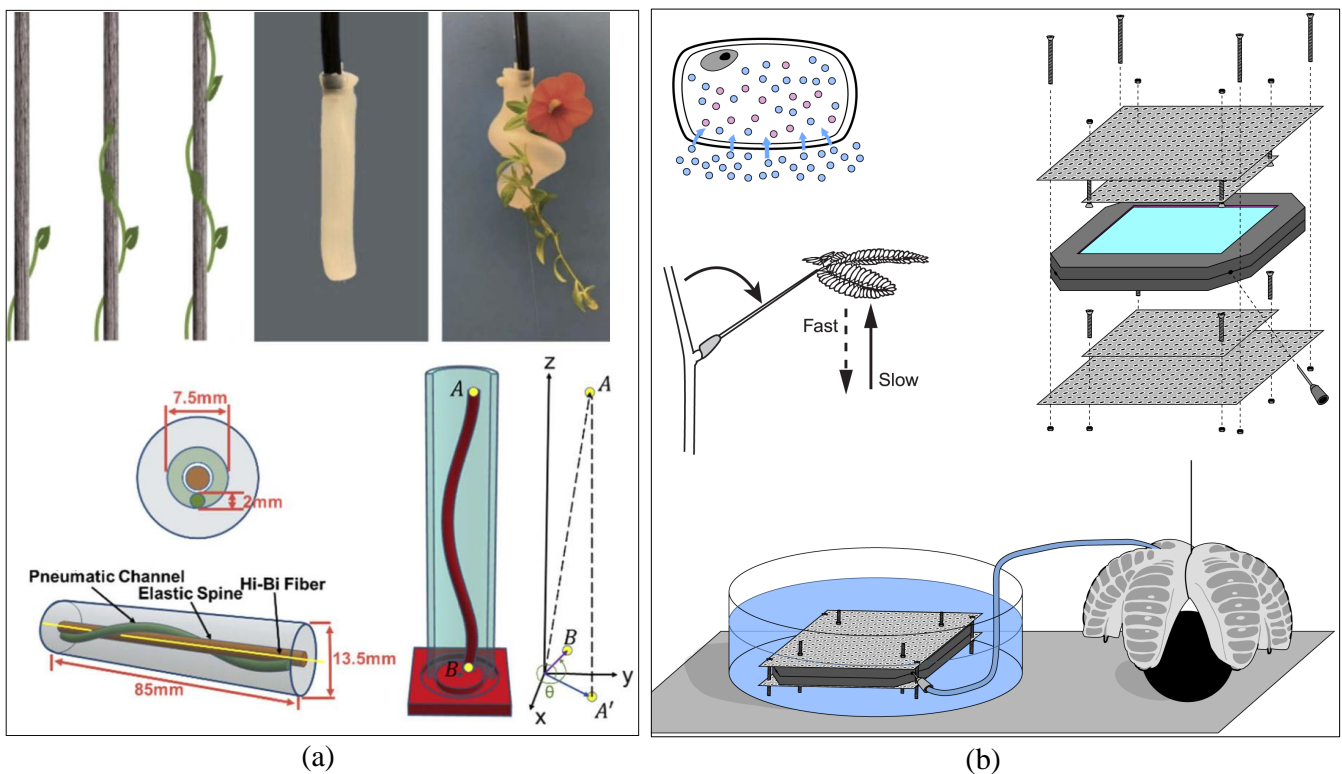 7.5mm
2mm
Pneumatic Channel
Elastic Spine
Hi-Bi Fiber
13.5mm
85mm
A
B
z
A
B
y
θ
x
A′
Fast
Slow
(a)
(b)